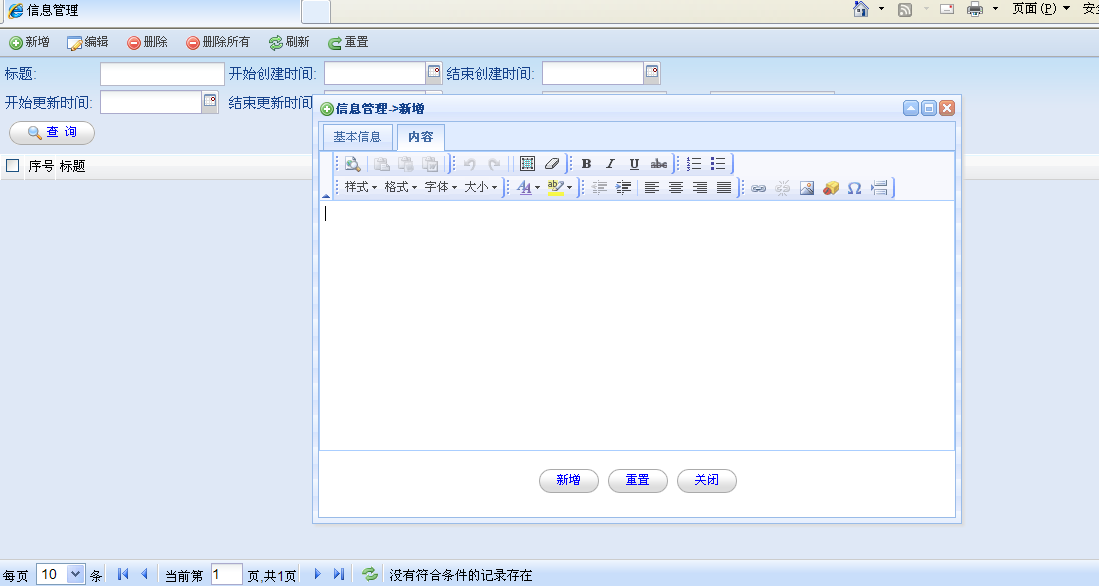 信息管理
页面(P)
安全
新增 编辑 删除 删除所有 刷新 重置
标题: 开始创建时间: 结束创建时间:
开始更新时间: 结束更新时间
查询
序号 标题
信息管理->新增
基本信息 内容
B I U abc
样式 格式 字体 大小 A ab Ω
新增 重置 关闭
每页 10 条 当前第 1 页,共1页 没有符合条件的记录存在